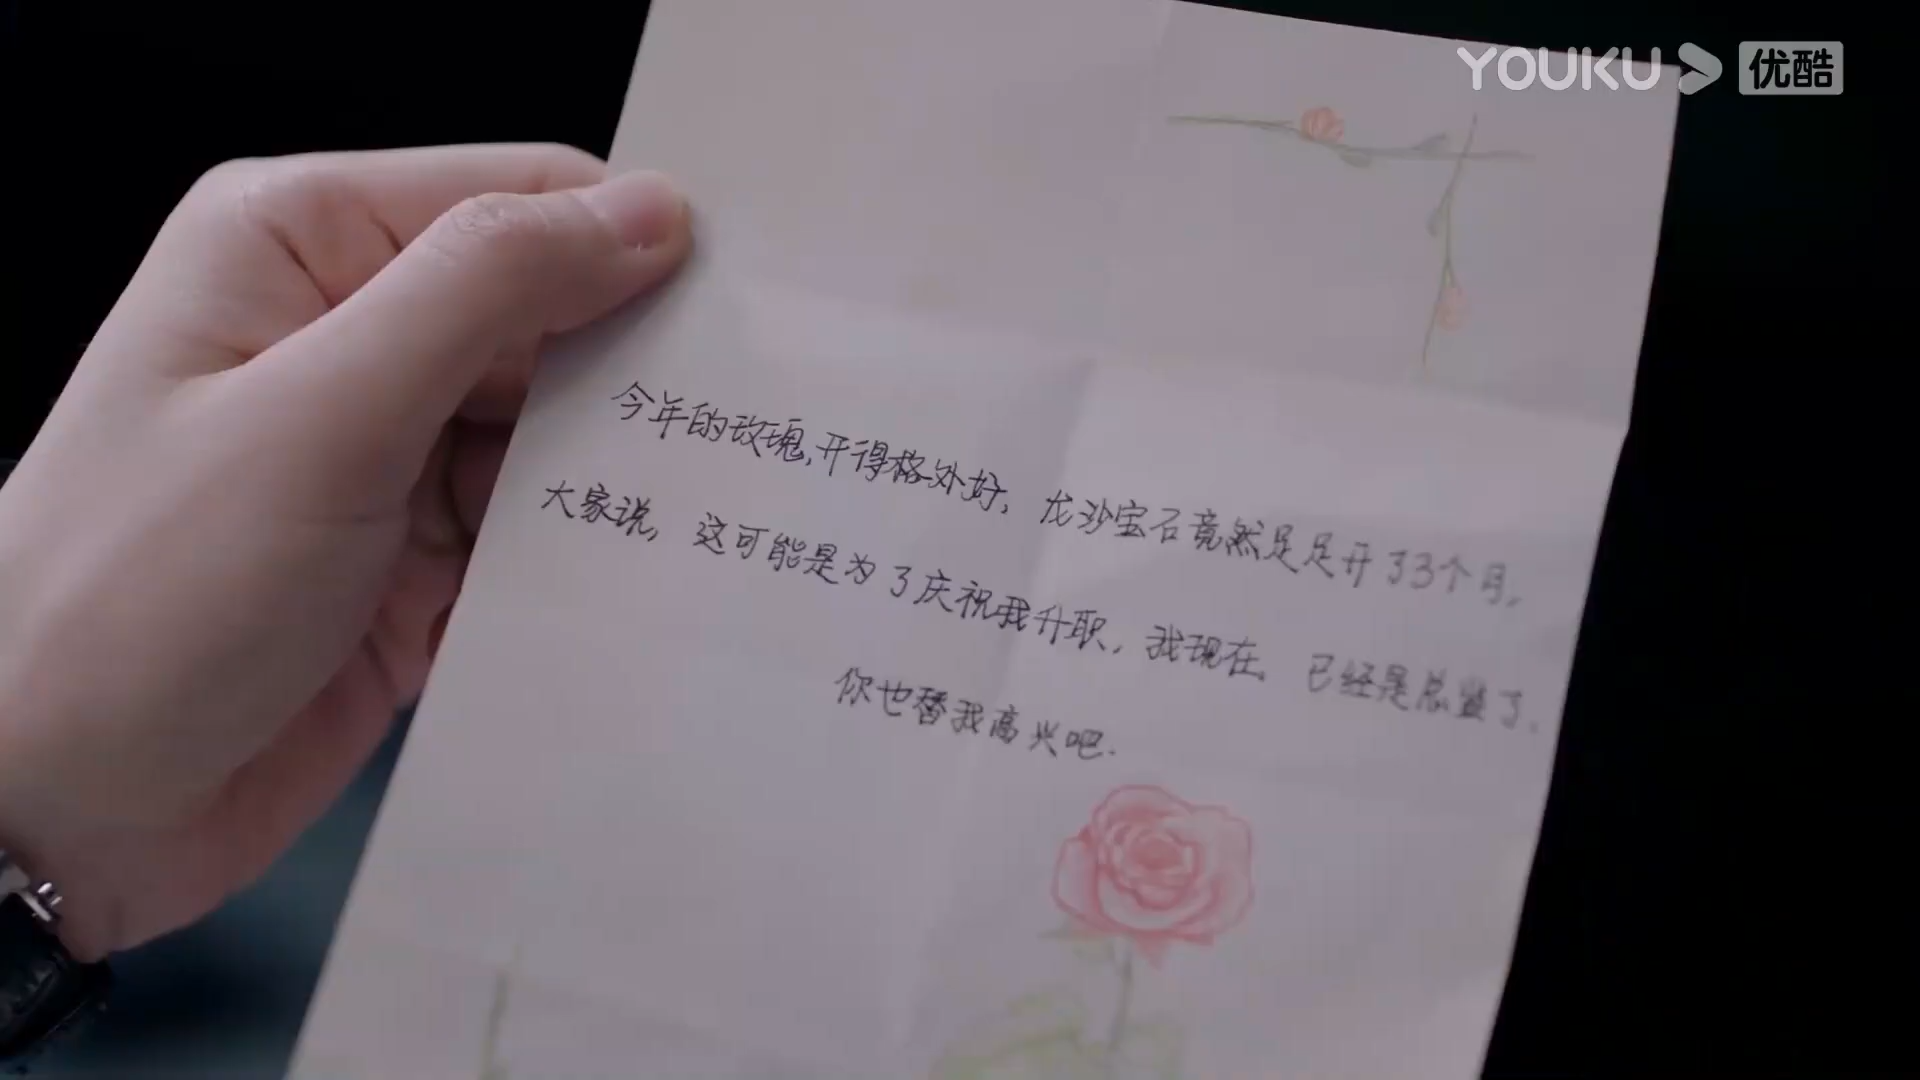 YOUKU 优酷
今年的玫瑰,开得格外好,龙沙宝石竟然足足开了3个月,
大家说,这可能是为了庆祝我升职,我现在,已经是总监了.
你也替我高兴吧.